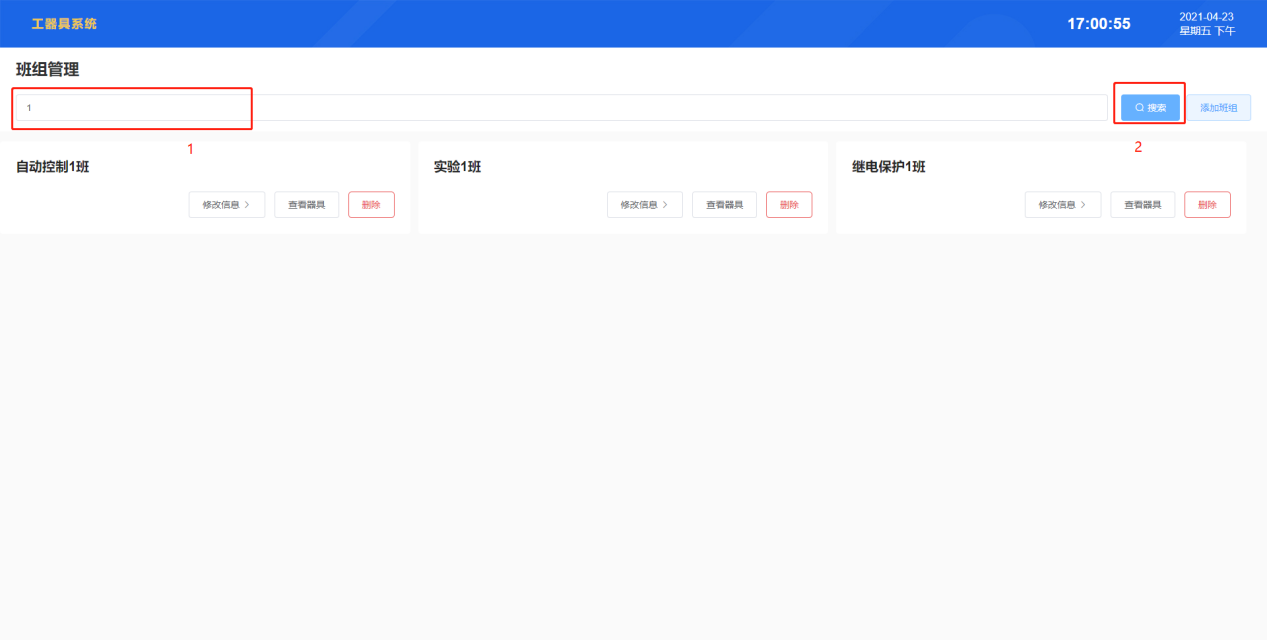 工器具系统
17:00:55
2021-04-23
星期五 下午
班组管理
1
搜索
添加班组
1
2
自动控制1班
修改信息 >
查看器具
删除
实验1班
修改信息 >
查看器具
删除
继电保护1班
修改信息 >
查看器具
删除